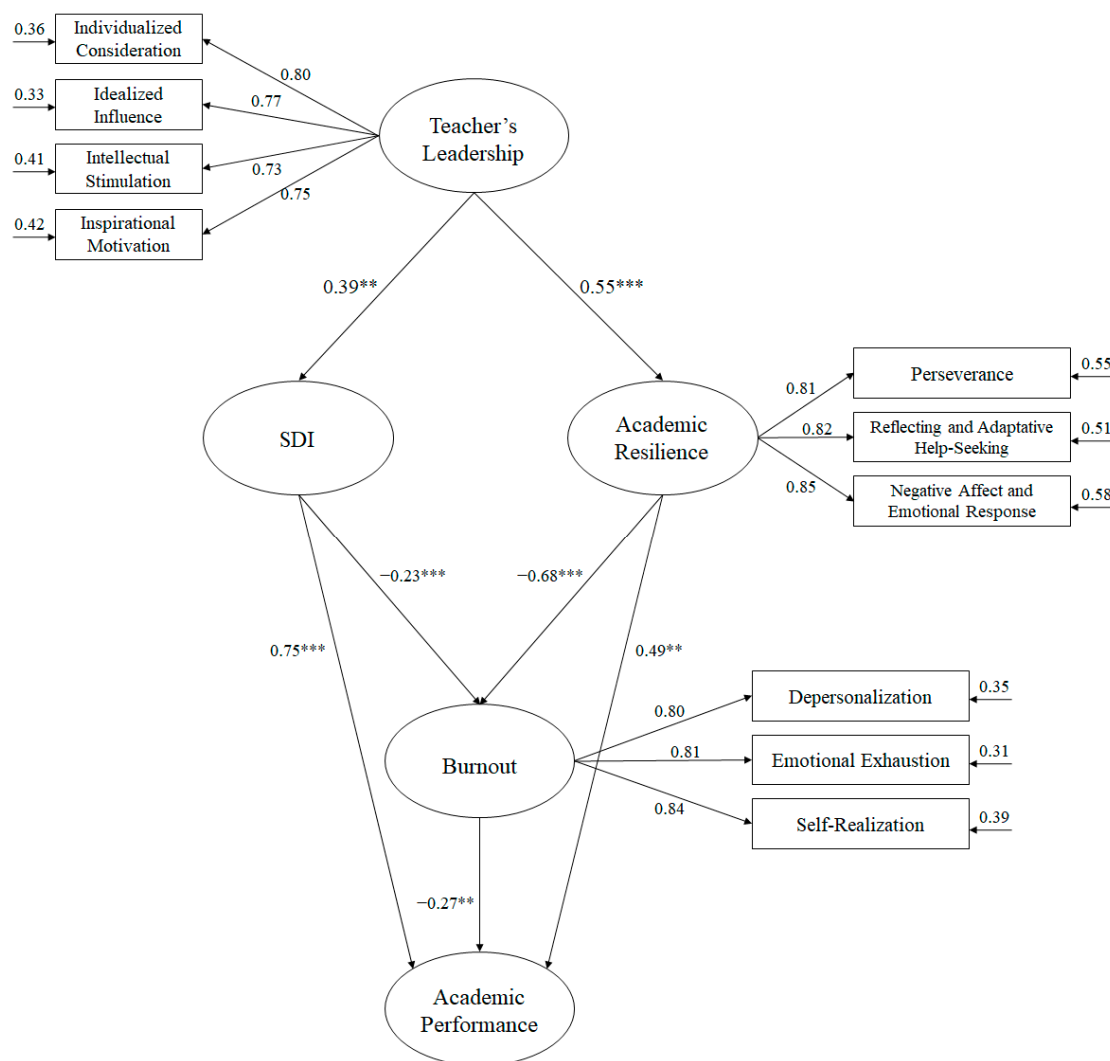 0.36
Individualized
Consideration
0.80
0.33
Idealized
Influence
0.77
0.41
Intellectual
Stimulation
0.73
0.42
Inspirational
Motivation
0.75
Teacher’s
Leadership
0.39**
0.55***
SDI
Academic
Resilience
0.81
Perseverance
0.55
0.82
Reflecting and Adaptative
Help-Seeking
0.51
0.85
Negative Affect and
Emotional Response
0.58
−0.23***
−0.68***
0.75***
0.49**
Burnout
0.80
Depersonalization
0.35
0.81
Emotional Exhaustion
0.31
0.84
Self-Realization
0.39
−0.27**
Academic
Performance